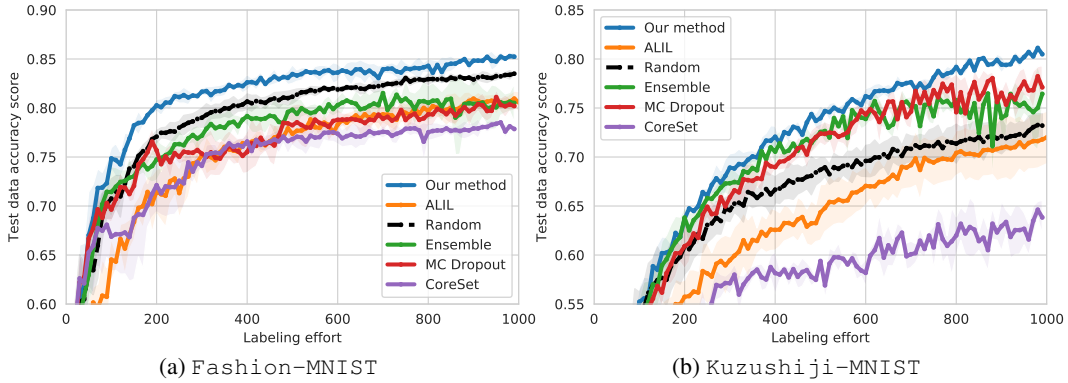 0.90
0.85
0.80
0.75
0.70
0.65
0.60
Test data accuracy score
0 200 400 600 800 1000
Labeling effort
Our method
ALIL
Random
Ensemble
MC Dropout
CoreSet
(a) Fashion-MNIST
0.85
0.80
0.75
0.70
0.65
0.60
0.55
Test data accuracy score
0 200 400 600 800 1000
Labeling effort
Our method
ALIL
Random
Ensemble
MC Dropout
CoreSet
(b) Kuzushiji-MNIST